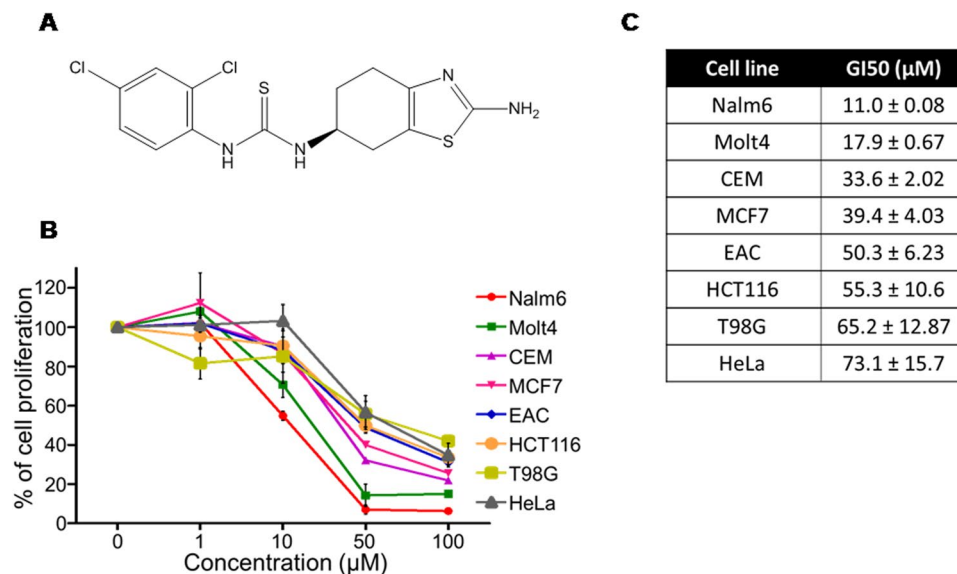 A
Cl
Cl
S
N
H
N
H
N
S
NH2
B
% of cell proliferation
120
100
80
60
40
20
0
0 1 10 50 100
Concentration (µM)
Nalm6
Molt4
CEM
MCF7
EAC
HCT116
T98G
HeLa
C
Cell line GI50 (µM)
Nalm6 11.0 ± 0.08
Molt4 17.9 ± 0.67
CEM 33.6 ± 2.02
MCF7 39.4 ± 4.03
EAC 50.3 ± 6.23
HCT116 55.3 ± 10.6
T98G 65.2 ± 12.87
HeLa 73.1 ± 15.7